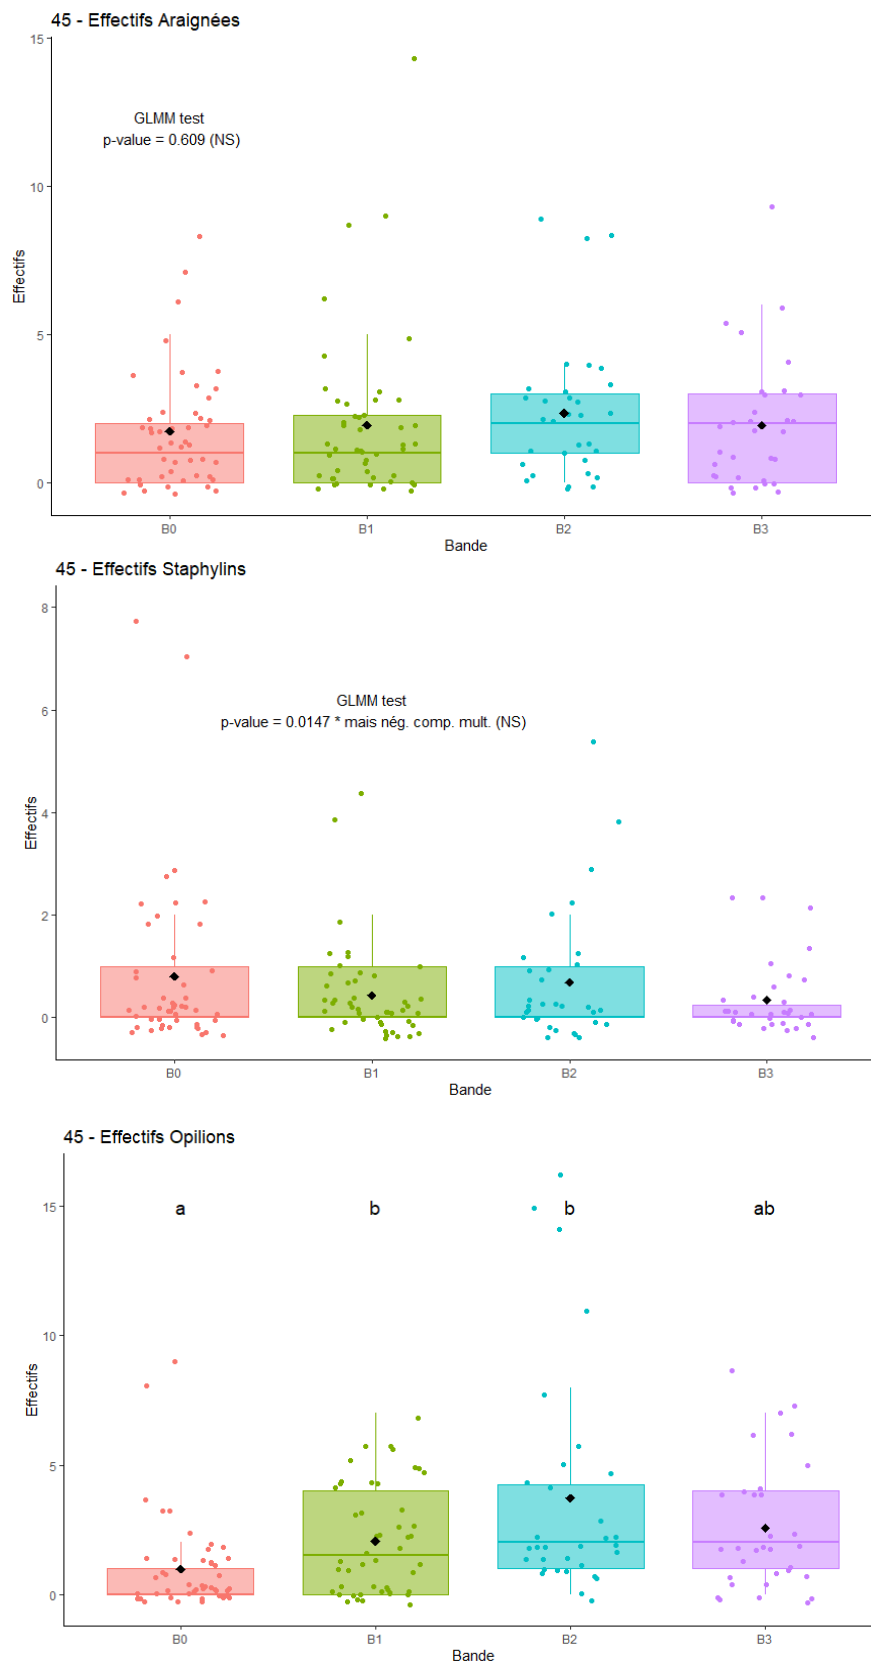 45 - Effectifs Araignées
15
GLMM test
p-value = 0.609 (NS)
10
Effectifs
5
0
B0 B1 B2 B3
Bande
45 - Effectifs Staphylins
8
GLMM test
6
p-value = 0.0147 * mais nég. comp. mult. (NS)
Effectifs
4
2
0
B0 B1 B2 B3
Bande
45 - Effectifs Opilions
15
a b b ab
10
Effectifs
5
0
B0 B1 B2 B3
Bande